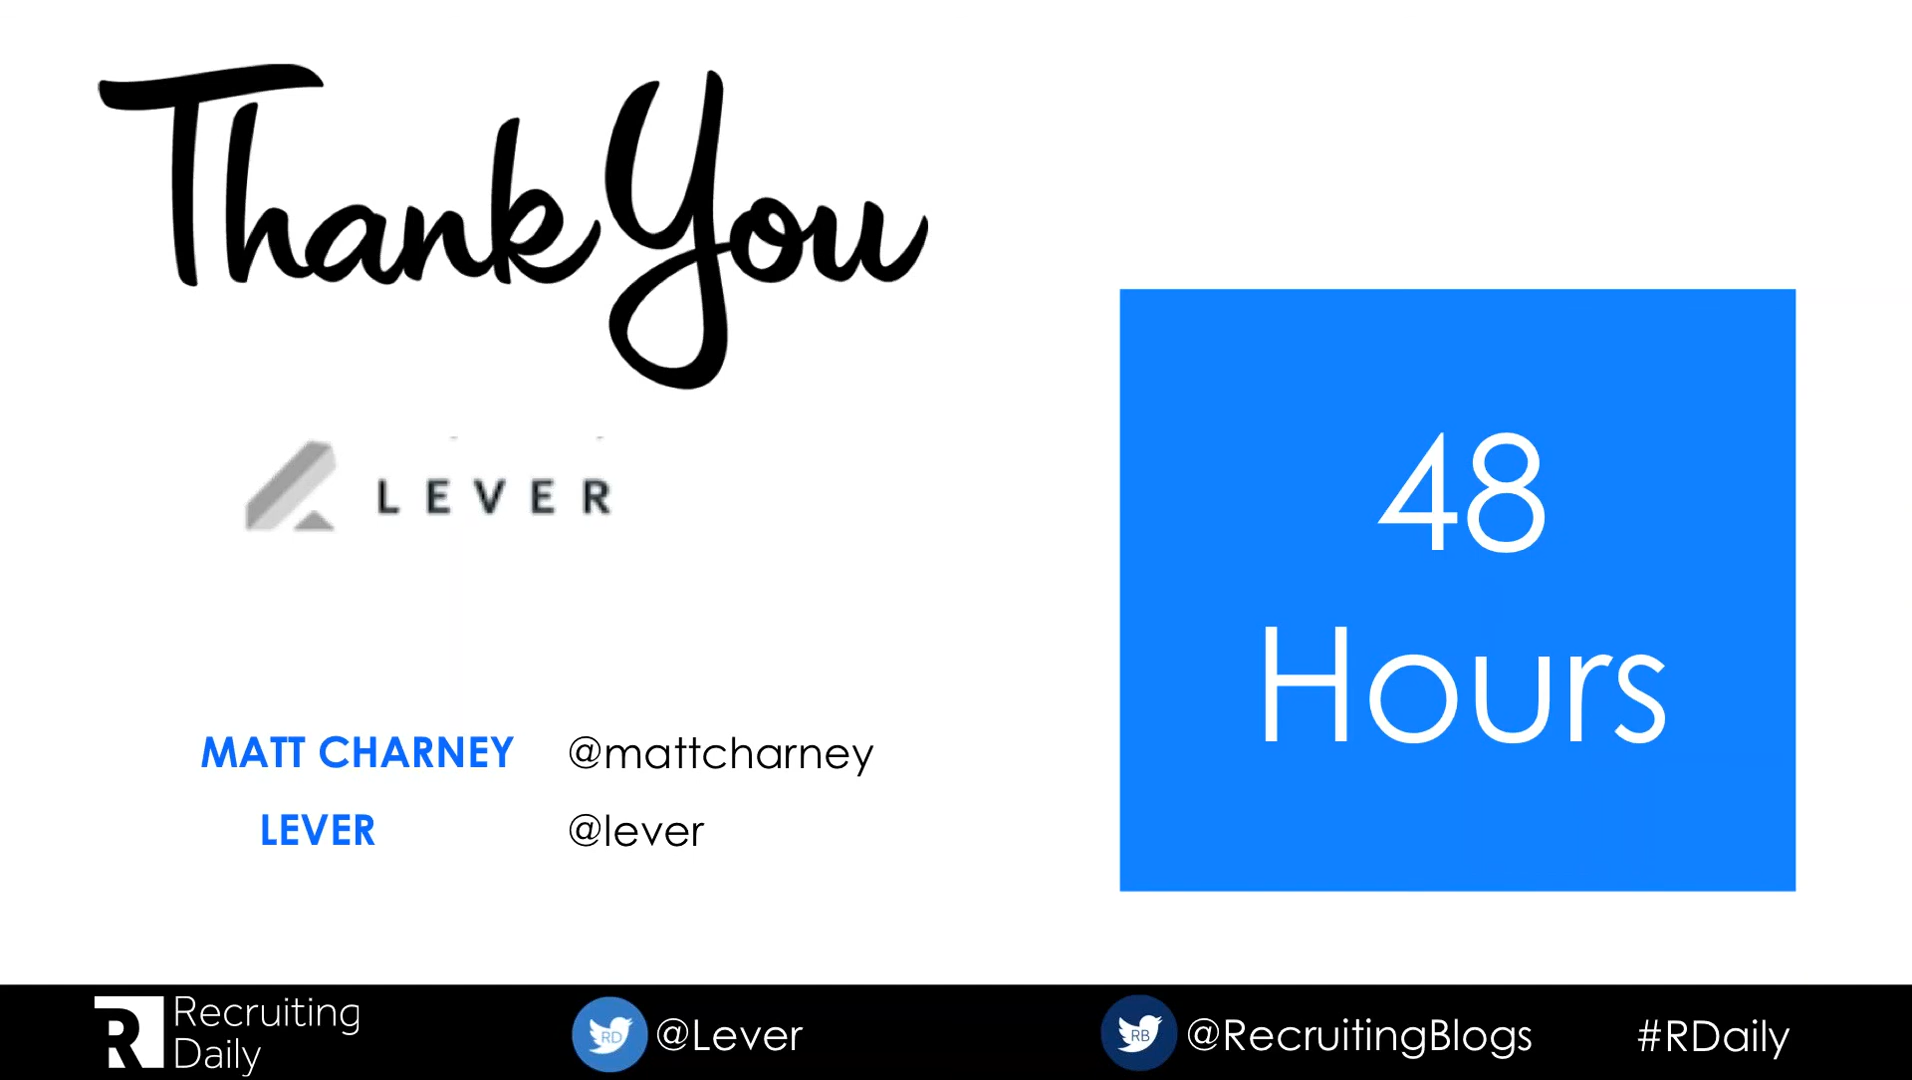 Thank You
LEVER
48
Hours
MATT CHARNEY @mattcharney
LEVER @lever
R Recruiting
Daily
RD @Lever
RB @RecruitingBlogs
#RDaily